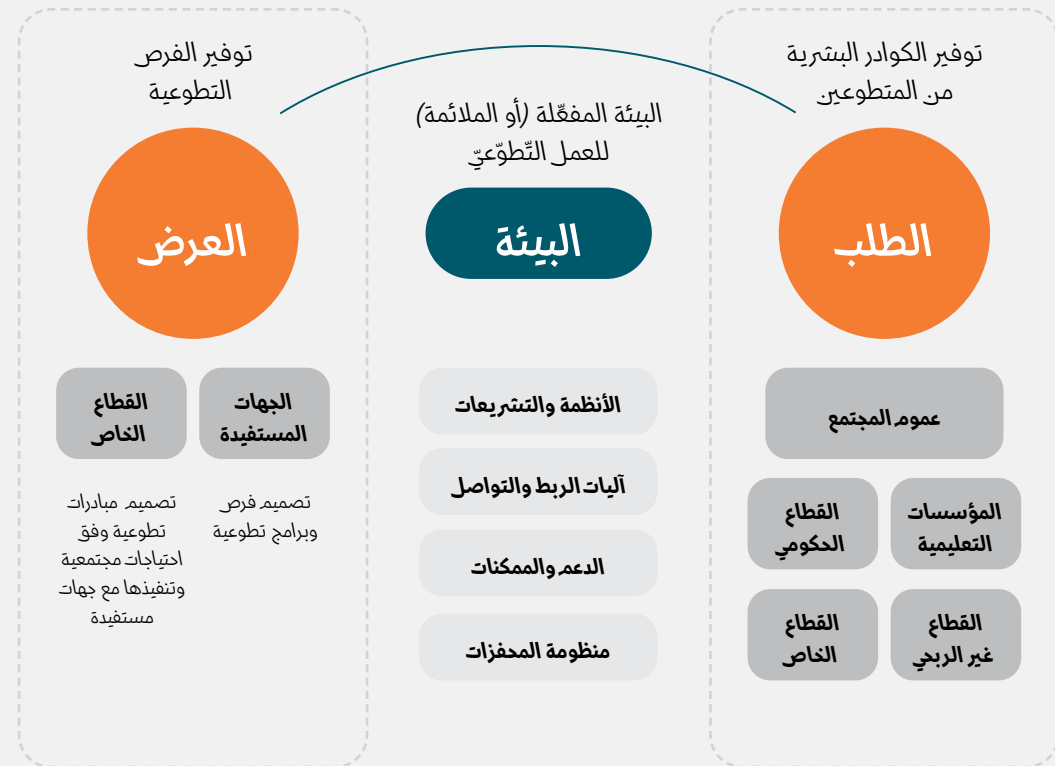 توفير الكوادر البشرية
من المتطوعين
الطلب
عموم المجتمع
المؤسسات
التعليمية
القطاع
الحكومي
القطاع
غير الربحي
القطاع
الخاص
البيئة المفعّلة (أو الملائمة)
للعمل التّطوّعيّ
البيئة
الأنظمة والتشريعات
آليات الربط والتواصل
الدعم والممكنات
منظومة المحفزات
توفير الفرص
التطوعية
العرض
الجهات
المستفيدة
تصميم فرص
وبرامج تطوعية
القطاع
الخاص
تصميم مبادرات
تطوعية وفق
احتياجات مجتمعية
وتنفيذها مع جهات
مستفيدة